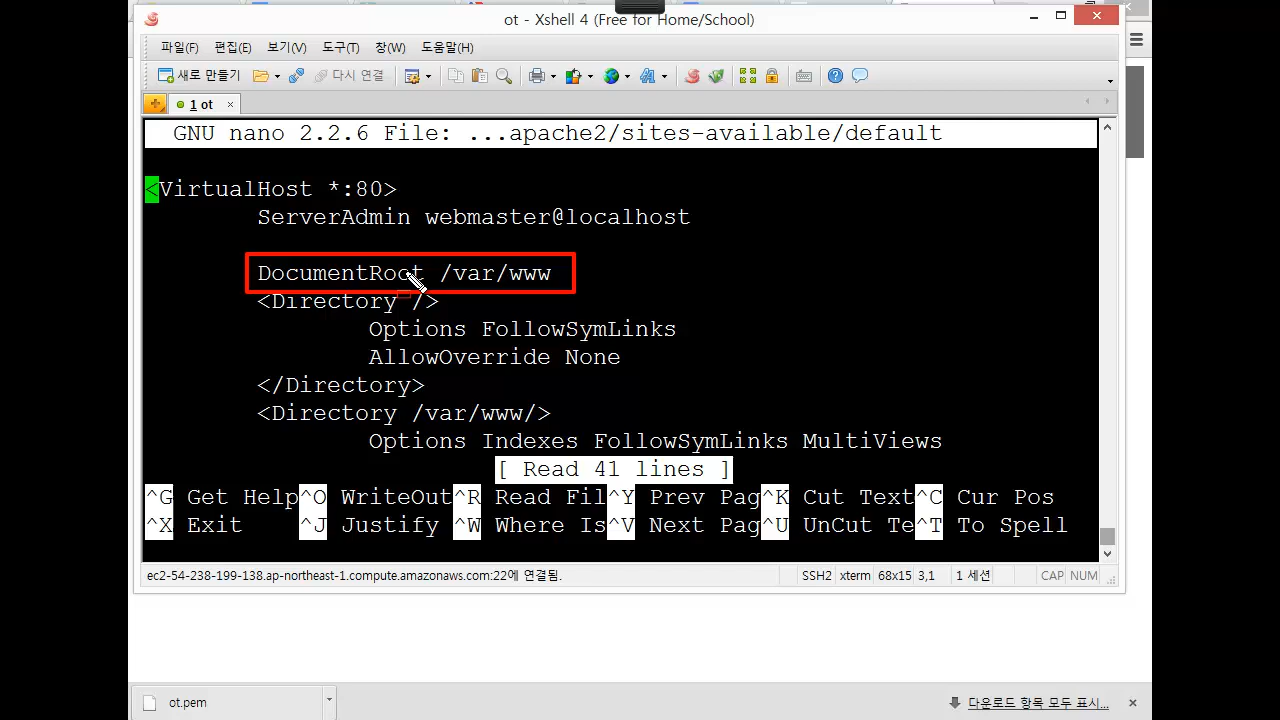 ot - Xshell 4 (Free for Home/School)
파일(F) 편집(E) 보기(V) 도구(T) 창(W) 도움말(H)
새로 만들기 다시 연결
1 ot
GNU nano 2.2.6 File: ...apache2/sites-available/default
<VirtualHost *:80>
ServerAdmin webmaster@localhost
DocumentRoot /var/www
<Directory />
Options FollowSymLinks
AllowOverride None
</Directory>
<Directory /var/www/>
Options Indexes FollowSymLinks MultiViews
[ Read 41 lines ]
^G Get Help^O WriteOut^R Read Fil^Y Prev Pag^K Cut Text^C Cur Pos
^X Exit ^J Justify ^W Where Is^V Next Pag^U UnCut Te^T To Spell
ec2-54-238-199-138.ap-northeast-1.compute.amazonaws.com:22에 연결됨. SSH2 xterm 68x15 3,1 1 세션 CAP NUM
ot.pem 다운로드 항목 모두 표시...